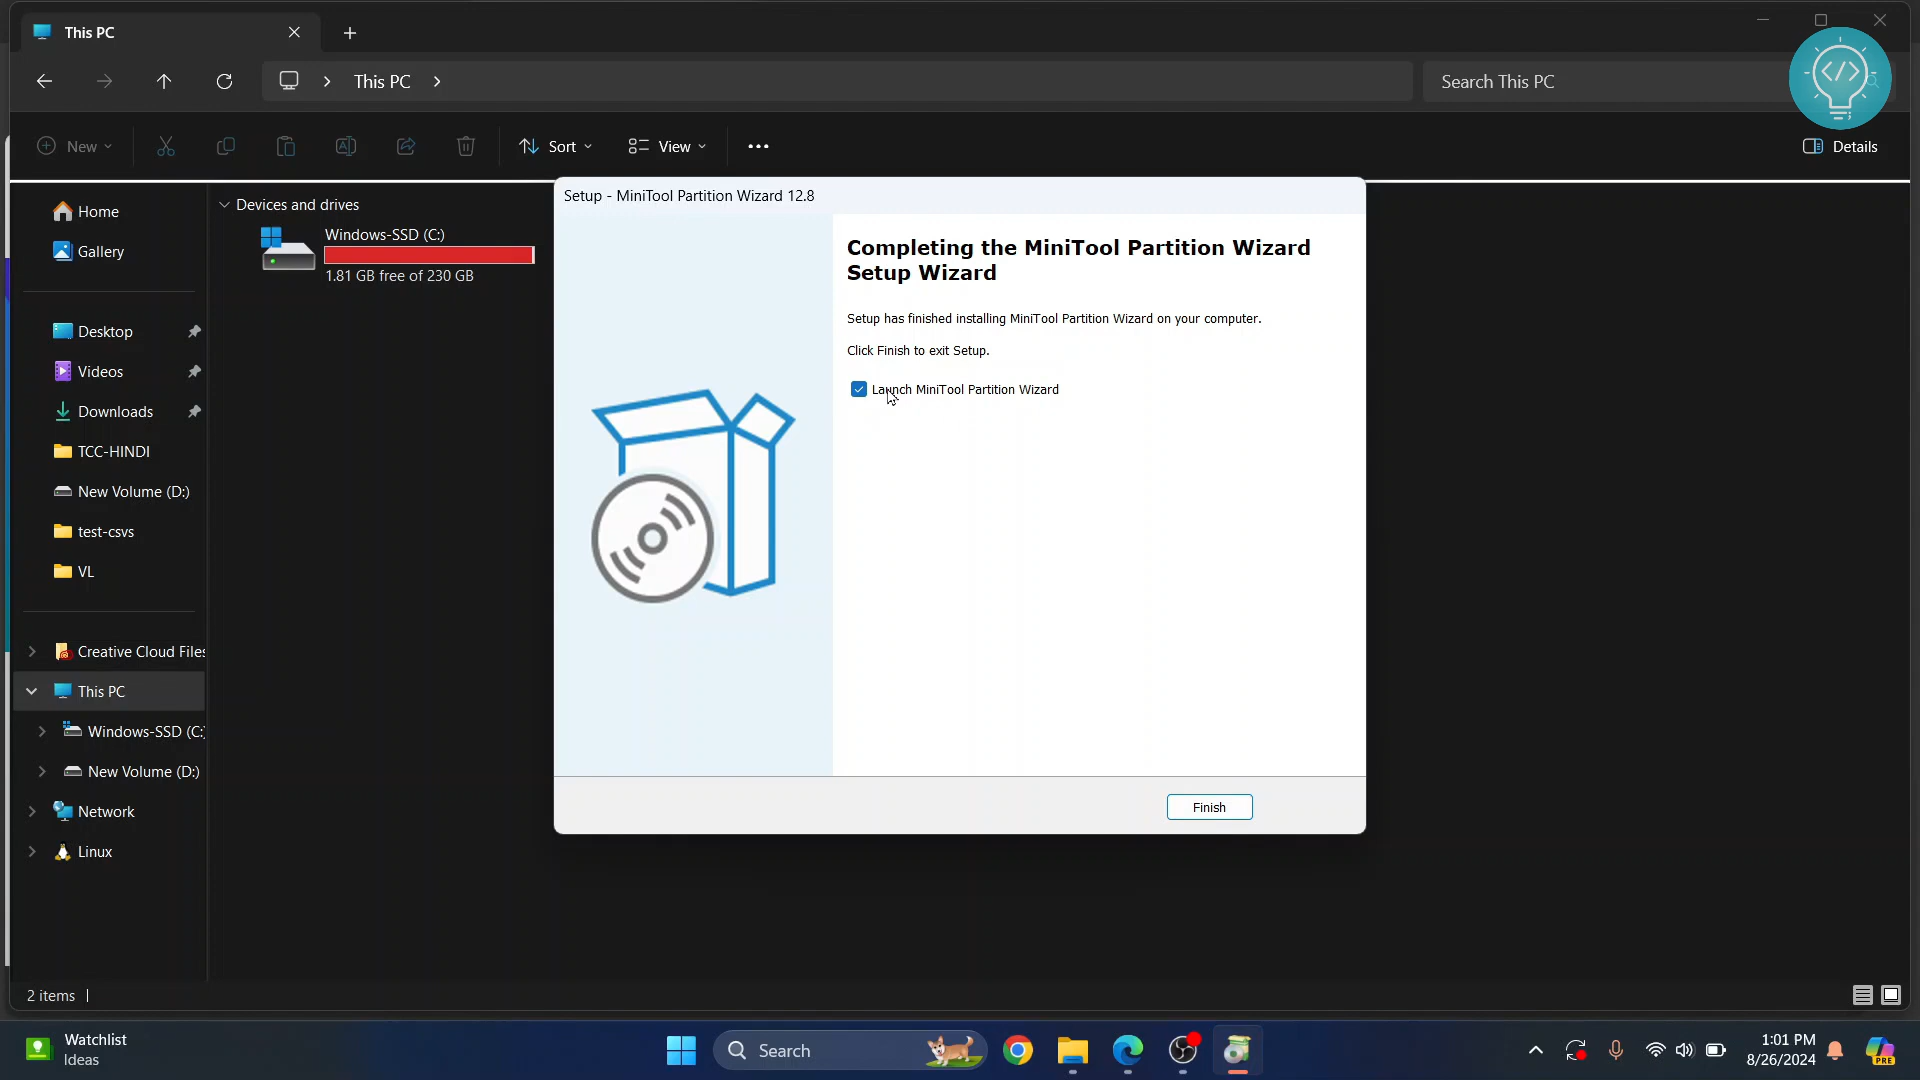 This PC
This PC
Search This PC
New
Sort
View
Details
Home
Gallery
Desktop
Videos
Downloads
TCC-HINDI
New Volume (D:)
test-csvs
VL
Creative Cloud Files
This PC
Windows-SSD (C:)
New Volume (D:)
Network
Linux
Devices and drives
Windows-SSD (C:)
1.81 GB free of 230 GB
Setup - MiniTool Partition Wizard 12.8
Completing the MiniTool Partition Wizard
Setup Wizard
Setup has finished installing MiniTool Partition Wizard on your computer.
Click Finish to exit Setup.
Launch MiniTool Partition Wizard
Finish
2 items
Watchlist
Ideas
Search
1:01 PM
8/26/2024
PRE